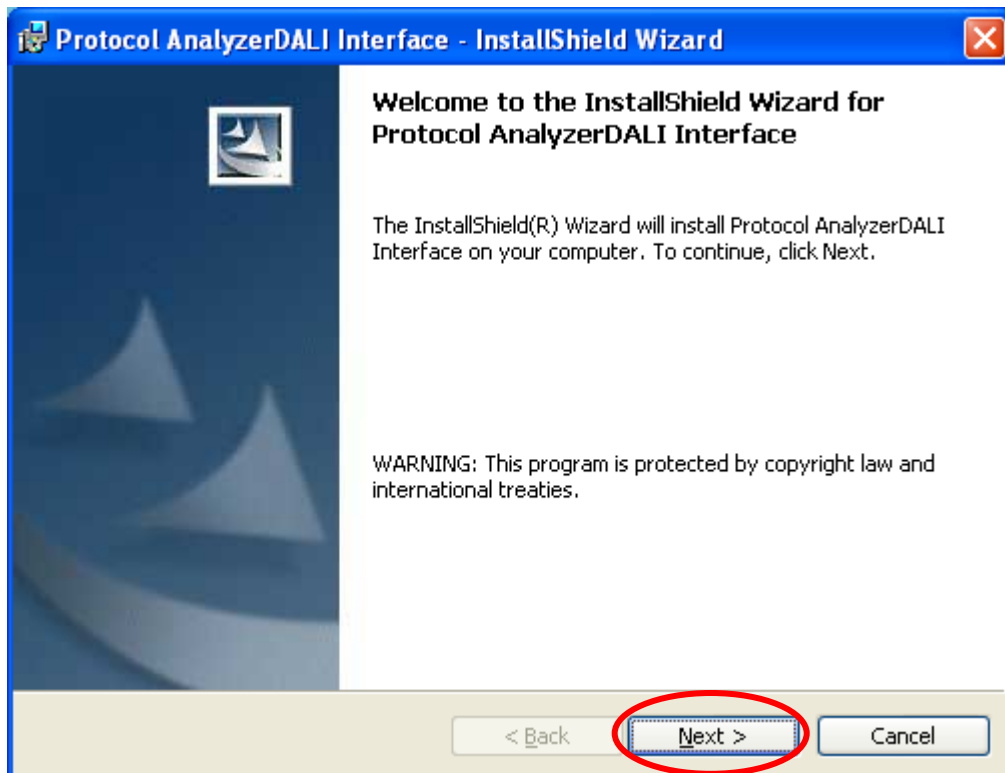 Protocol AnalyzerDALI Interface - InstallShield Wizard
Welcome to the InstallShield Wizard for
Protocol AnalyzerDALI Interface
The InstallShield(R) Wizard will install Protocol AnalyzerDALI
Interface on your computer. To continue, click Next.
WARNING: This program is protected by copyright law and
international treaties.
< Back Next > Cancel